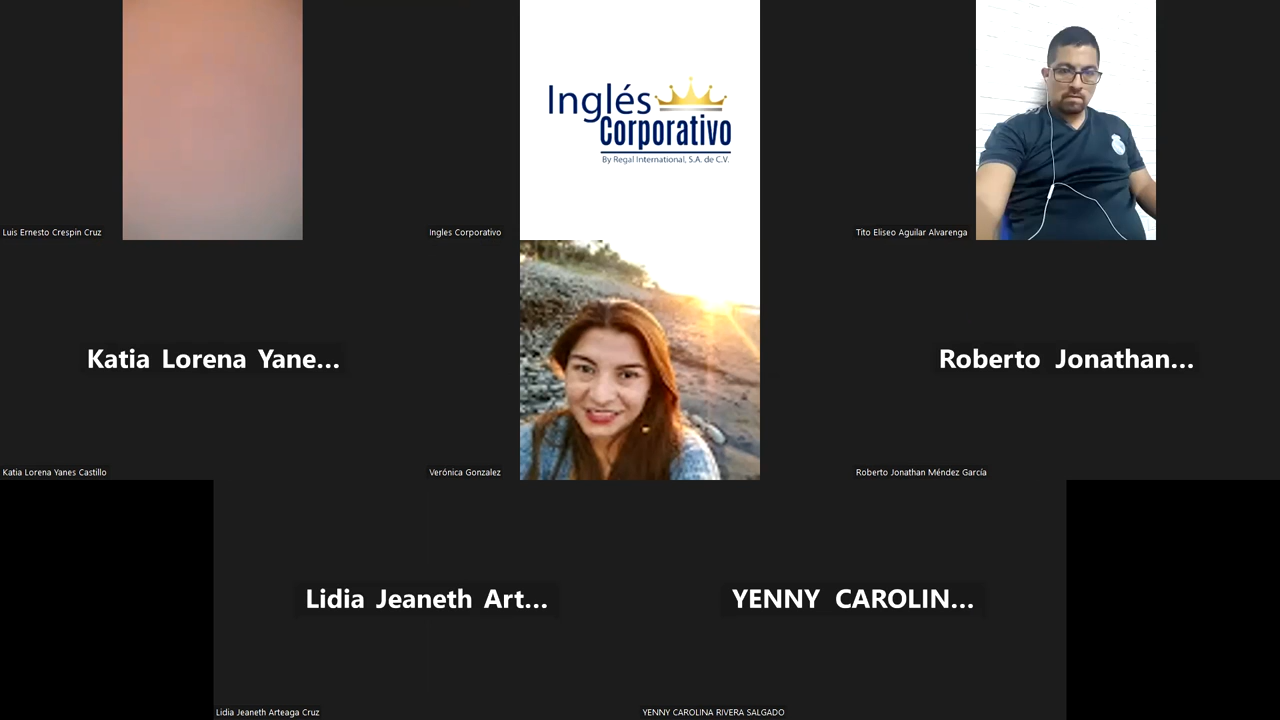 Inglés
Corporativo
By Regal International, S.A. de C.V.
Luis Ernesto Crespin Cruz
Ingles Corporativo
Tito Eliseo Aguilar Alvarenga
Katia Lorena Yane...
Roberto Jonathan...
Katia Lorena Yanes Castillo
Verónica Gonzalez
Roberto Jonathan Méndez García
Lidia Jeaneth Art...
YENNY CAROLIN...
Lidia Jeaneth Arteaga Cruz
YENNY CAROLINA RIVERA SALGADO